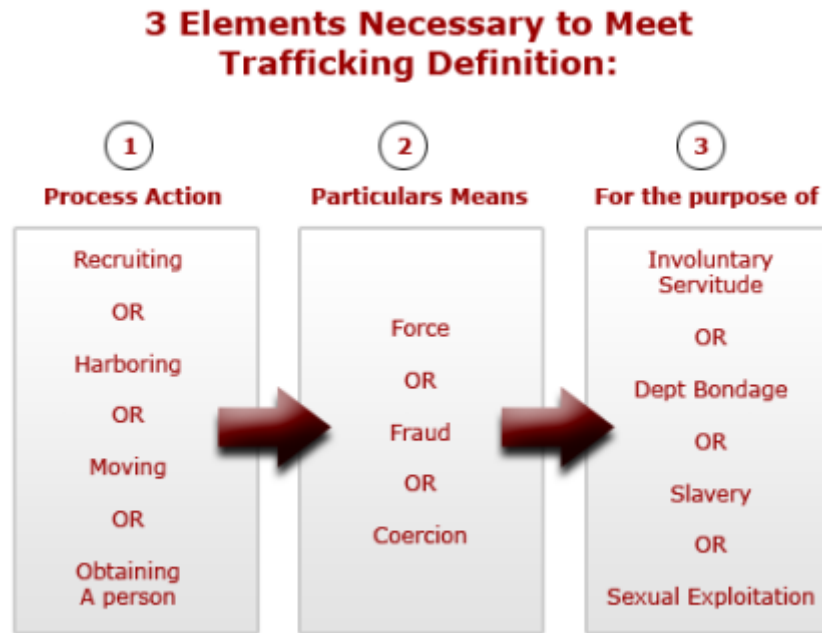 3 Elements Necessary to Meet
Trafficking Definition:
1
Process Action
Recruiting
OR
Harboring
OR
Moving
OR
Obtaining
A person
2
Particulars Means
Force
OR
Fraud
OR
Coercion
3
For the purpose of
Involuntary
Servitude
OR
Dept Bondage
OR
Slavery
OR
Sexual Exploitation